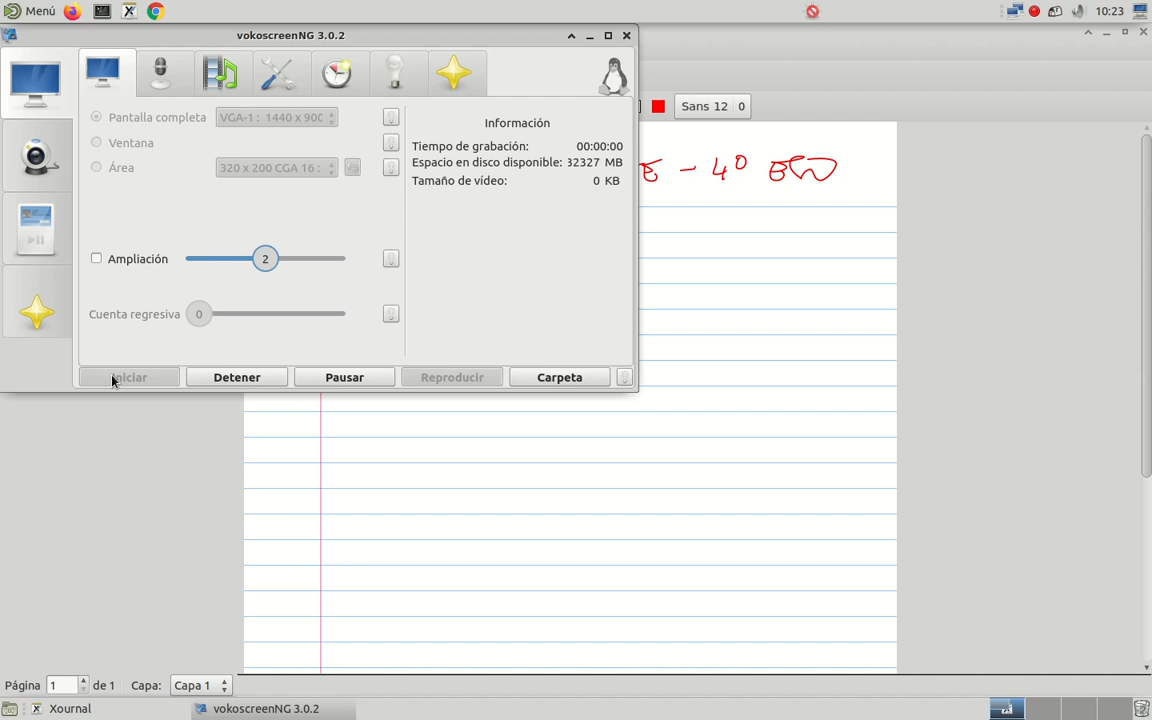 Menú
10:23
vokoscreenNG 3.0.2
Pantalla completa
VGA-1 : 1440 x 900
Ventana
Área
320 x 200 CGA 16 :
Ampliación
2
Cuenta regresiva
0
Información
Tiempo de grabación: 00:00:00
Espacio en disco disponible: 32327 MB
Tamaño de vídeo: 0 KB
Iniciar
Detener
Pausar
Reproducir
Carpeta
Sans 12 0
- 4º
Página 1 de 1 Capa: Capa 1
Xournal
vokoscreenNG 3.0.2